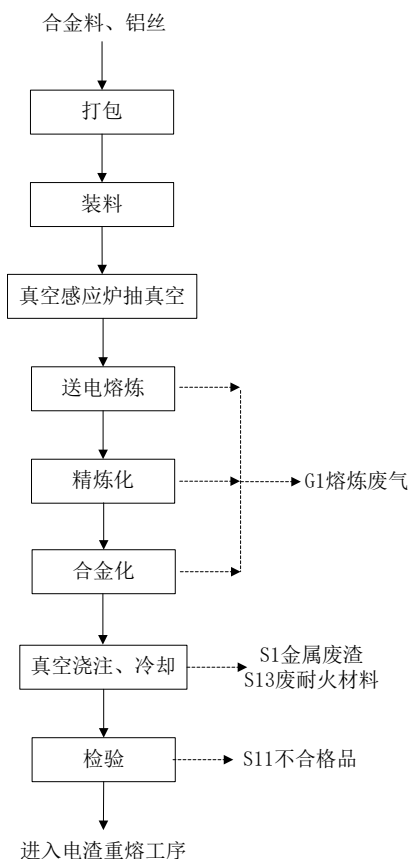 合金料、铝丝
打包
装料
真空感应炉抽真空
送电熔炼
精炼化
G1熔炼废气
合金化
真空浇注、冷却
S1金属废渣
S13废耐火材料
检验
S11不合格品
进入电渣重熔工序